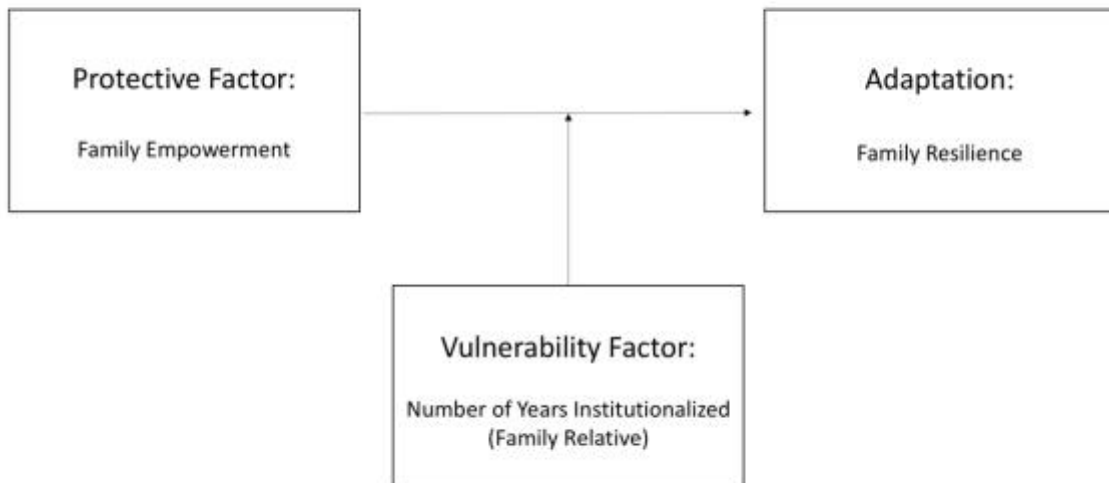 Protective Factor:
Family Empowerment
Adaptation:
Family Resilience
Vulnerability Factor:
Number of Years Institutionalized
(Family Relative)